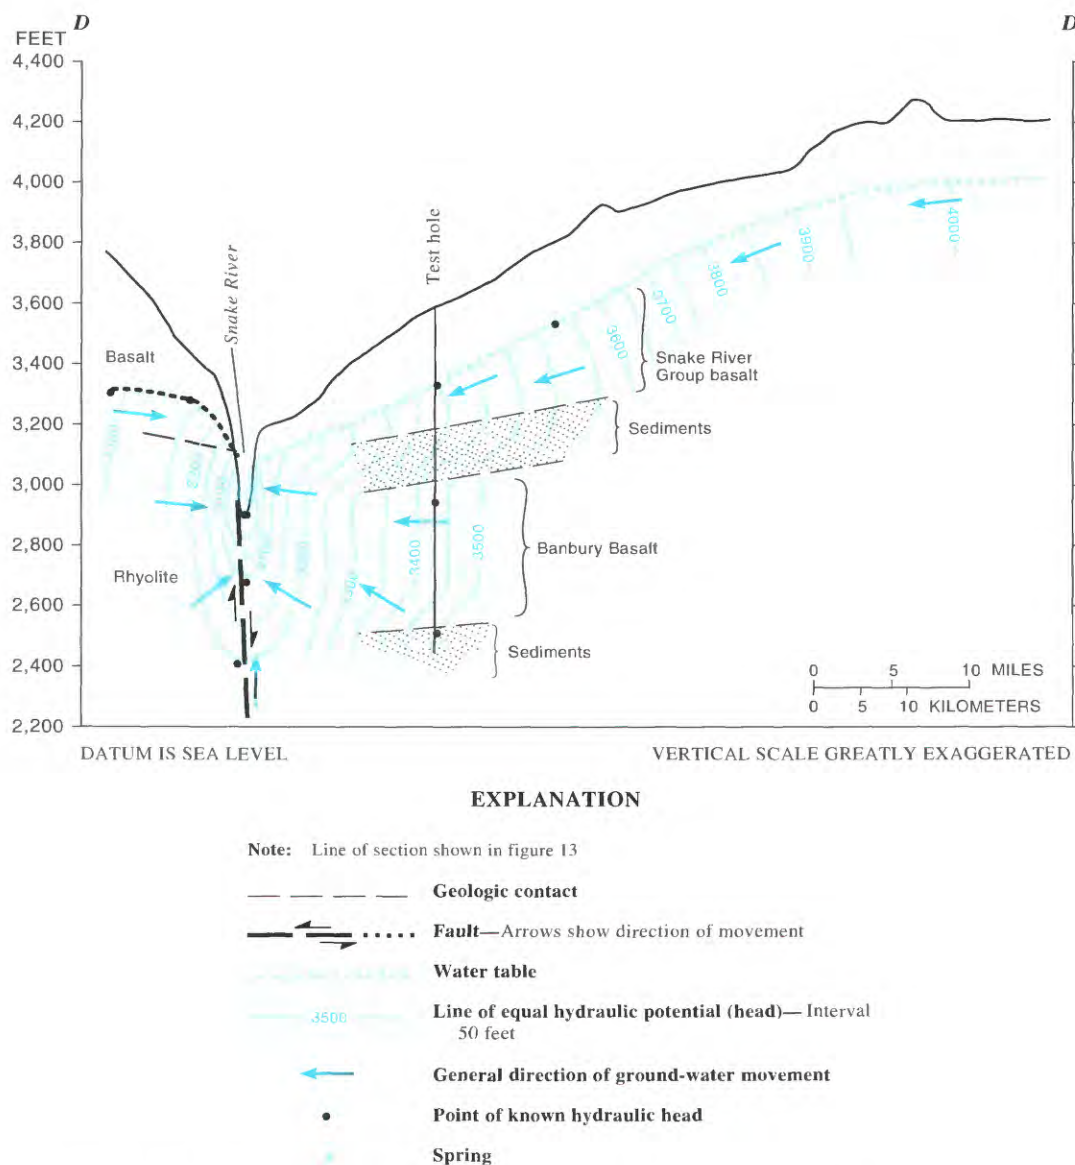 D
D
FEET
4,400
4,200
4,000
3,800
3,600
3,400
3,200
3,000
2,800
2,600
2,400
2,200
Snake River
Test hole
Basalt
Rhyolite
4000
3900
3800
3700
3600
3500
3400
Snake River
Group basalt
Sediments
Banbury Basalt
Sediments
0 5 10 MILES
0 5 10 KILOMETERS
DATUM IS SEA LEVEL
VERTICAL SCALE GREATLY EXAGGERATED
EXPLANATION
Note: Line of section shown in figure 13
Geologic contact
Fault—Arrows show direction of movement
Water table
3500
Line of equal hydraulic potential (head)— Interval
50 feet
General direction of ground-water movement
Point of known hydraulic head
Spring